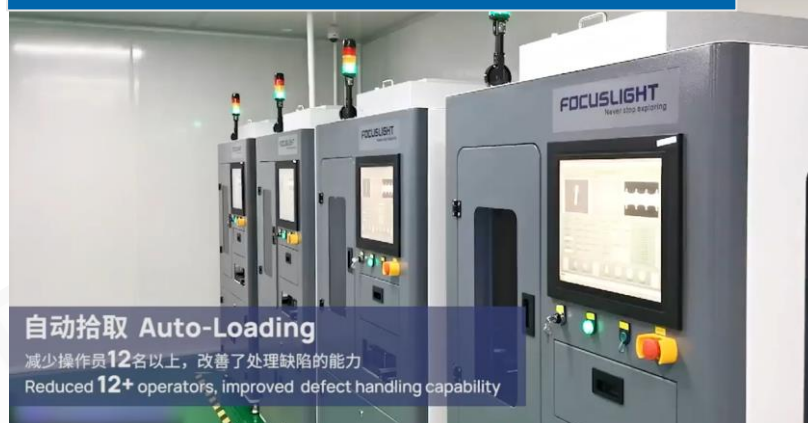 FOCUSLIGHT
Never stop exploring
FOCUSLIGHT
FOCUSLIGHT
自动拾取 Auto-Loading
减少操作员12名以上，改善了处理缺陷的能力
Reduced 12+ operators, improved defect handling capability